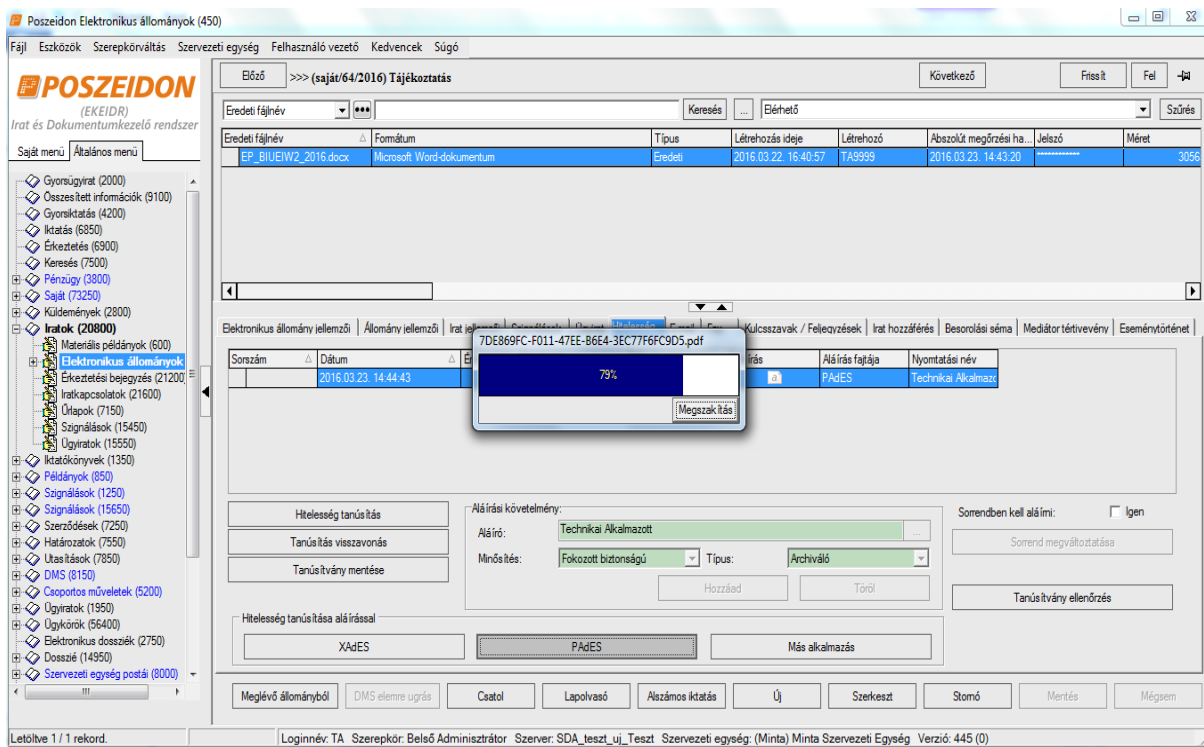 Poszeidon Elektronikus állományok (450)
Fájl Eszközök Szerepkörváltás Szervezeti egység Felhasználó vezető Kedvencek Súgó
POSZEIDON
(EKEIDR)
Irat és Dokumentumkezelő rendszer
Saját menü Általános menü
Gyorsügyirat (2000)
Összesített információk (9100)
Gyorsiktatás (4200)
Iktatás (6850)
Érkeztetés (6900)
Keresés (7500)
Pénzügy (3800)
Saját (73250)
Küldemények (2800)
Iratok (20800)
Materiális példányok (600)
Elektronikus állományok
Érkeztetési bejegyzés (21200)
Iratkapcsolatok (21600)
Űrlapok (7150)
Szignálások (15450)
Ügyiratok (15550)
Iktatókönyvek (1350)
Példányok (850)
Szignálások (1250)
Szignálások (15650)
Szerződések (7250)
Határozatok (7550)
Utasítások (7850)
DMS (8150)
Csoportos műveletek (5200)
Ügyiratok (1950)
Ügykörök (56400)
Elektronikus dossziék (2750)
Dosszié (14950)
Szervezeti egység postái (8000)
Előző >>> (saját/64/2016) Tájékoztatás Következő Frissít Fel
Eredeti fájlnév Keresés ... Elérhető Szűrés
Eredeti fájlnév Formátum Típus Létrehozás ideje Létrehozó Abszolút megőrzési ha... Jelszó Méret
EP_BIUEIW2_2016.docx Microsoft Word-dokumentum Eredeti 2016.03.22. 16:40:57 TA9999 2016.03.23. 14:43:20 ************ 3056
Elektronikus állomány jellemzői Állomány jellemzői Kulcsszavak / Feljegyzések Irat hozzáférés Besorolási séma Mediátor tértivevény Eseménytörténet
7DE869FC-F011-47EE-B6E4-3EC77F6FC9D5.pdf
79%
Megszakítás
Sorszám Dátum Aláírás fajtája Nyomtatási név
2016.03.23. 14:44:43 PAdES Technikai Alkalmazo
Hitelesség tanúsítás
Tanúsítás visszavonás
Tanúsítvány mentése
Aláírási követelmény:
Aláíró: Technikai Alkalmazott ...
Minősítés: Fokozott biztonságú Típus: Archiváló
Hozzáad Töröl
Sorrendben kell aláírni: Igen
Sorrend megváltoztatása
Tanúsítvány ellenőrzés
Hitelesség tanúsítása aláírással
XAdES PAdES Más alkalmazás
Meglévő állományból DMS elemre ugrás Csatol Lapolvasó Alszámos iktatás Új Szerkeszt Stornó Mentés Mégsem
Letöltve 1 / 1 rekord. Loginnév: TA Szerepkör: Belső Adminisztrátor Szerver: SDA_teszt_uj_Teszt Szervezeti egység: (Minta) Minta Szervezeti Egység Verzió: 445 (0)